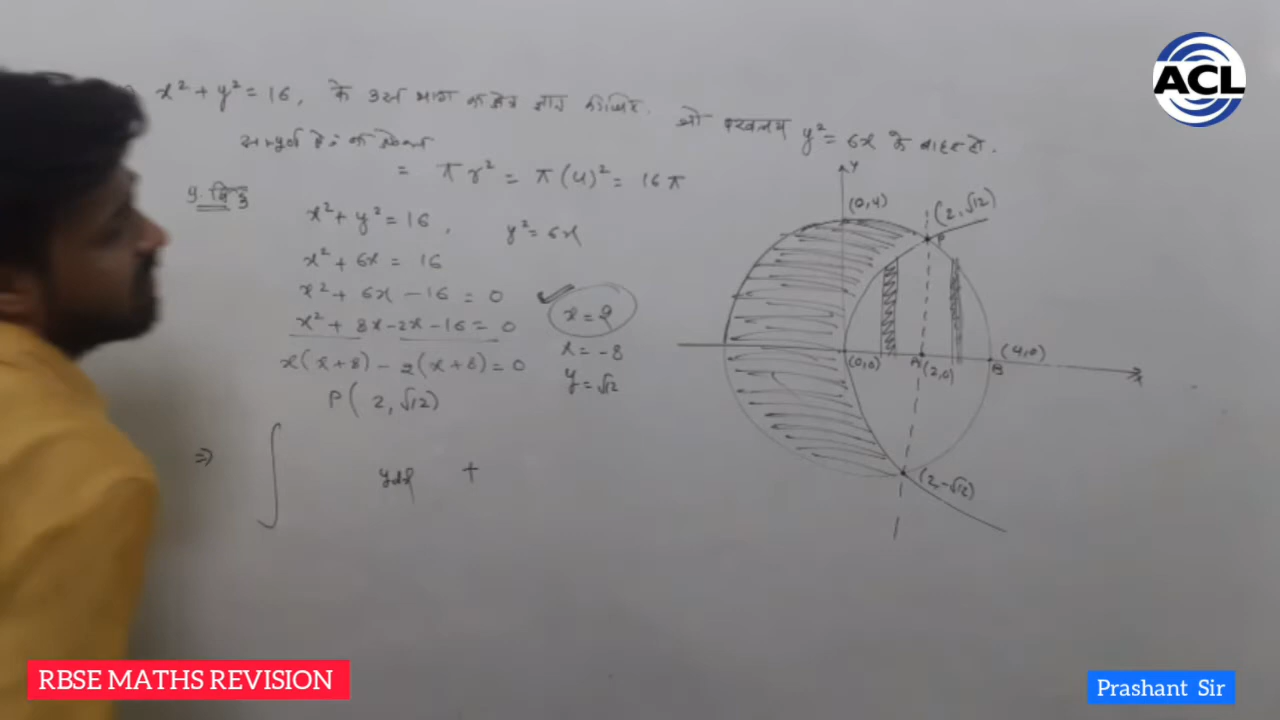 x² + y² = 16, के उस भाग का क्षेत्र ज्ञात कीजिए. जो परवलय y² = 6x के बाहर हो.
सम्पूर्ण
= πr² = π(4)² = 16π
x² + y² = 16, y² = 6x
x² + 6x = 16
x² + 6x - 16 = 0
x² + 8x - 2x - 16 = 0
x(x+8) - 2(x+8) = 0
P(2, √12)
✓ x = 2
x = -8
y = √12
⇒ ∫ ydx +
Y
(0,4)
(2,√12)
P
(0,0)
A
(2,0)
(4,0)
B
X
(2,-√12)
ACL
RBSE MATHS REVISION
Prashant Sir